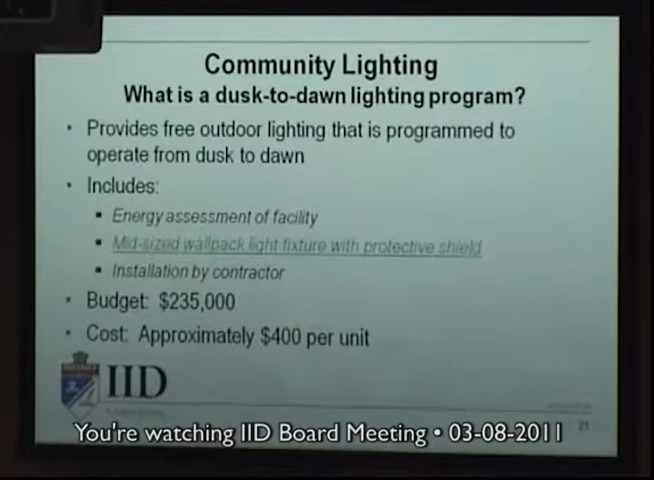 Community Lighting
What is a dusk-to-dawn lighting program?
• Provides free outdoor lighting that is programmed to
operate from dusk to dawn
• Includes:
▪ Energy assessment of facility
▪ Mid-sized wallpack light fixture with protective shield
▪ Installation by contractor
• Budget: $235,000
• Cost: Approximately $400 per unit
IID
21
You're watching IID Board Meeting • 03-08-2011